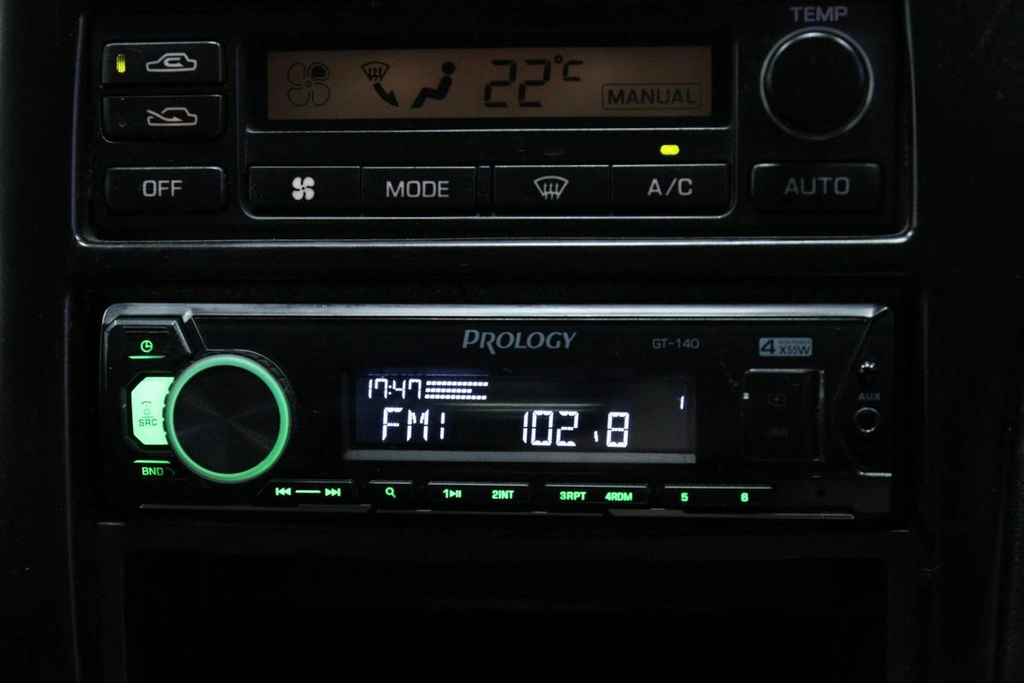 TEMP
22°C
MANUAL
OFF
MODE
A/C
AUTO
PROLOGY
GT-140
4 X55W
17:47
1
FM1 102.8
SRC
BND
AUX
USB
1 2INT 3RPT 4RDM 5 6